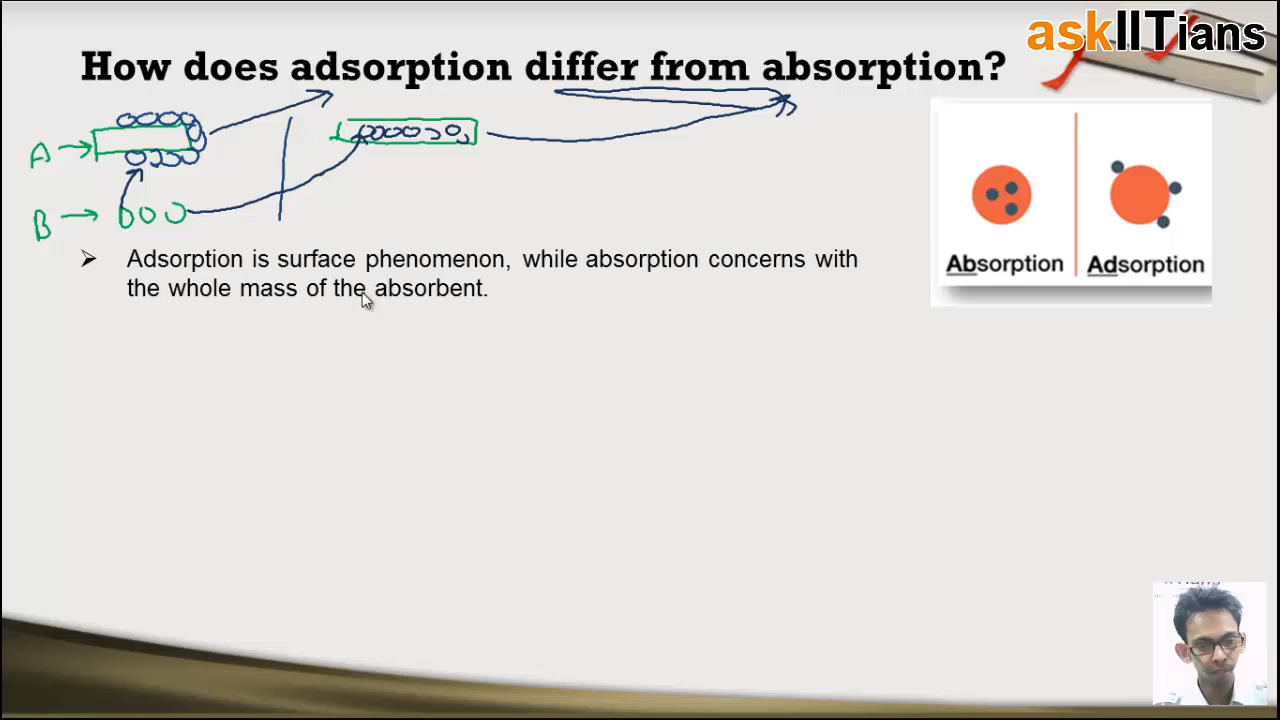 askIITians
How does adsorption differ from absorption?
A
B
Adsorption is surface phenomenon, while absorption concerns with
the whole mass of the absorbent.
Absorption
Adsorption